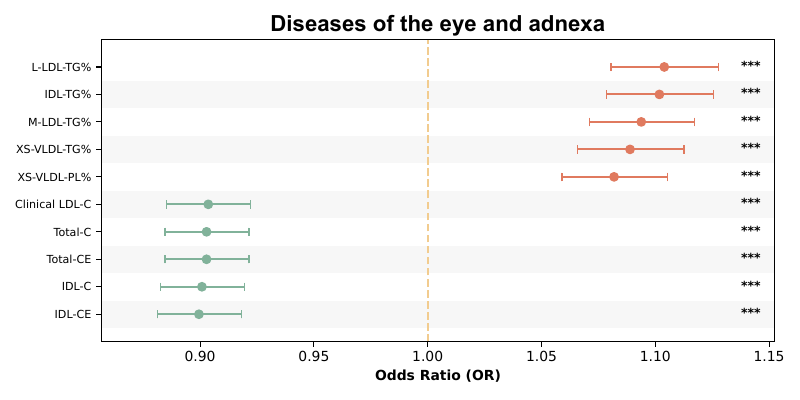 Diseases of the eye and adnexa
L-LDL-TG% ***
IDL-TG% ***
M-LDL-TG% ***
XS-VLDL-TG% ***
XS-VLDL-PL% ***
Clinical LDL-C ***
Total-C ***
Total-CE ***
IDL-C ***
IDL-CE ***
0.90 0.95 1.00 1.05 1.10 1.15
Odds Ratio (OR)